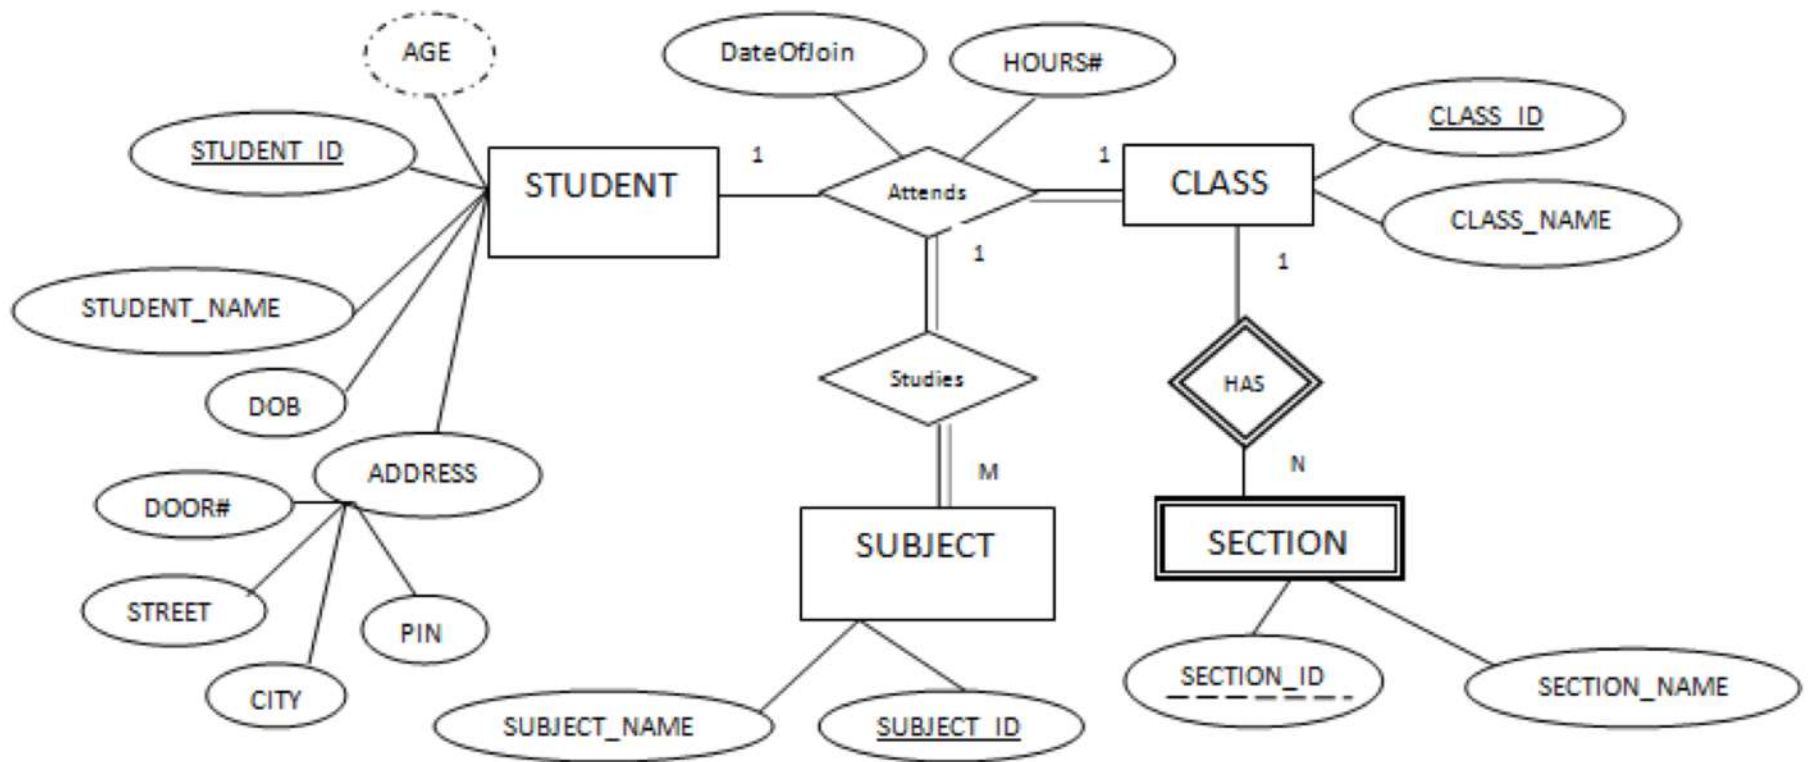 AGE
DateOfJoin
HOURS#
STUDENT_ID
CLASS_ID
STUDENT
1
Attends
1
CLASS
CLASS_NAME
1
1
STUDENT_NAME
Studies
HAS
DOB
ADDRESS
M
N
DOOR#
SUBJECT
SECTION
STREET
PIN
CITY
SUBJECT_NAME
SUBJECT_ID
SECTION_ID
SECTION_NAME